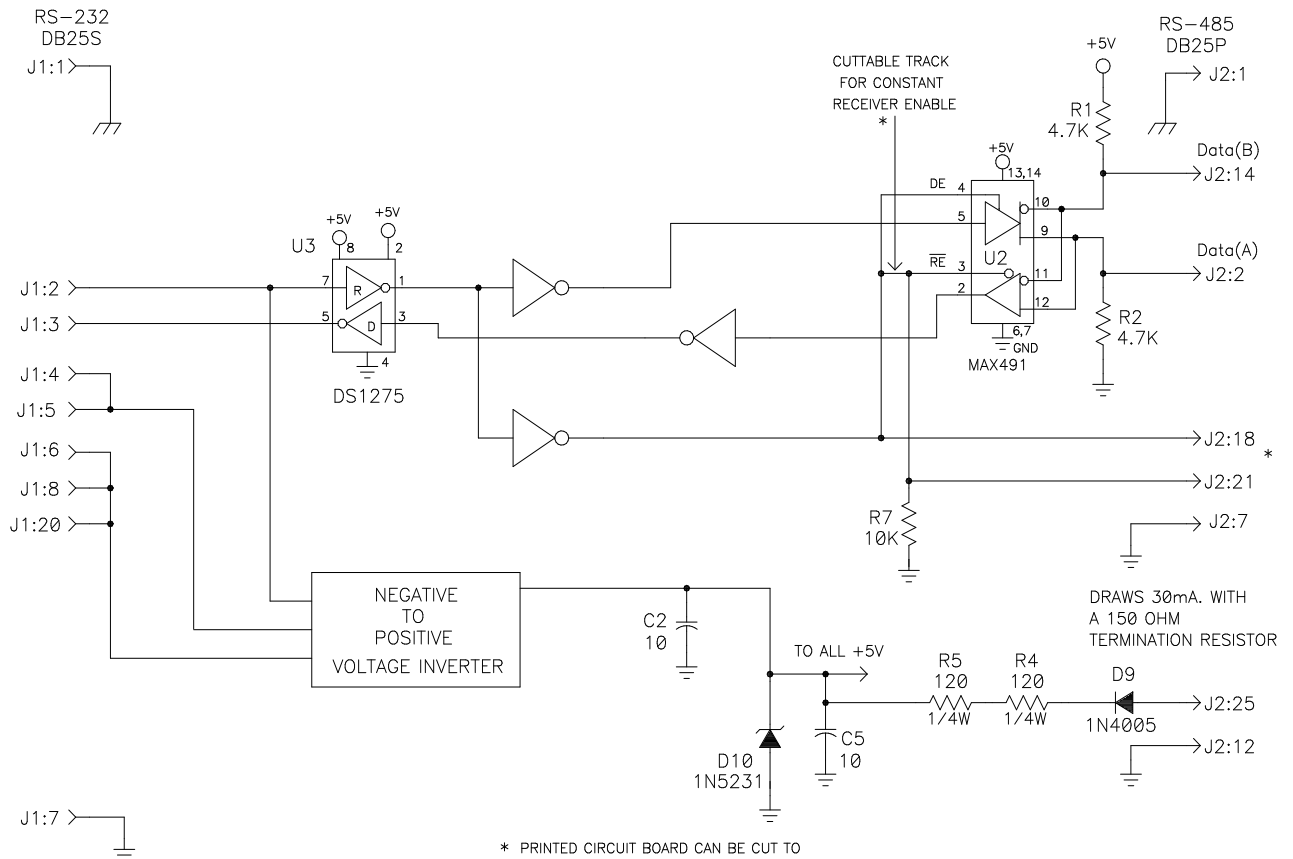 RS-232
DB25S
J1:1
RS-485
DB25P
J2:1
+5V
R1
4.7K
CUTTABLE TRACK
FOR CONSTANT
RECEIVER ENABLE
*
+5V
13,14
Data(B)
J2:14
DE 4
10
5
9
U2
RE 3
11
2
12
6,7
GND
MAX491
Data(A)
J2:2
R2
4.7K
U3
+5V
8
+5V
2
J1:2
7
R
1
J1:3
5
D
3
4
DS1275
J1:4
J1:5
J1:6
J1:8
J1:20
J2:18
*
J2:21
J2:7
R7
10K
NEGATIVE
TO
POSITIVE
VOLTAGE INVERTER
C2
10
DRAWS 30mA. WITH
A 150 OHM
TERMINATION RESISTOR
TO ALL +5V
R5
120
1/4W
R4
120
1/4W
D9
1N4005
J2:25
J2:12
D10
1N5231
C5
10
J1:7
* PRINTED CIRCUIT BOARD CAN BE CUT TO